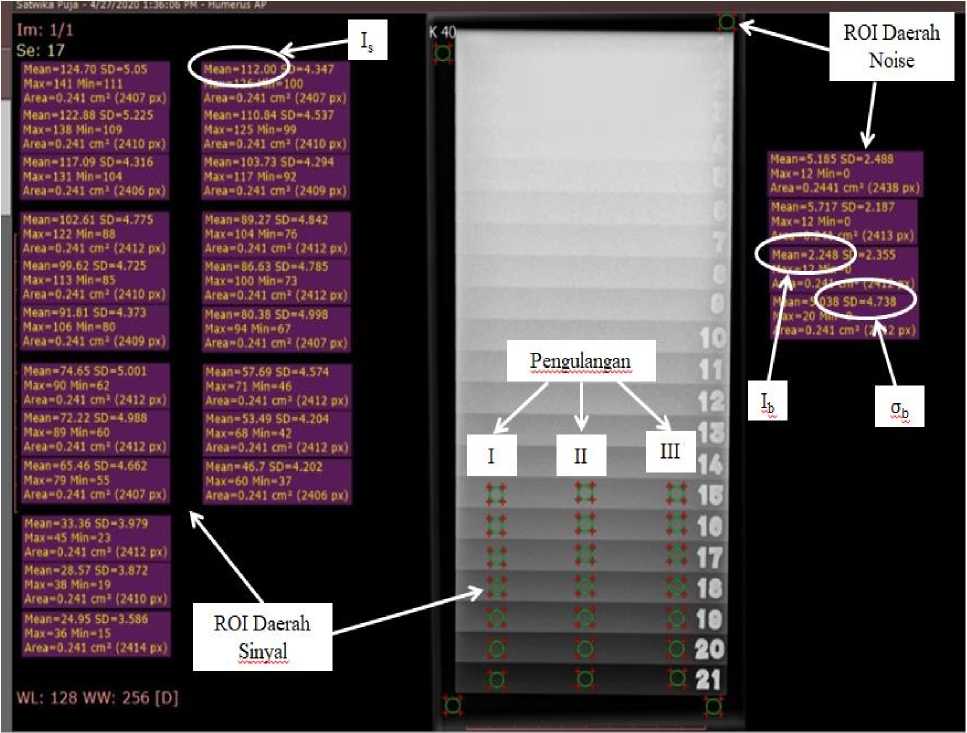 Satwika Puja - 4/27/2020 1:36:06 PM - Humerus AP
Im: 1/1
Se: 17
Mean=124.70 SD=5.05
Max=141 Min=111
Area=0.241 cm² (2407 px)
Mean=122.88 SD=5.225
Max=138 Min=109
Area=0.241 cm² (2410 px)
Mean=117.09 SD=4.316
Max=131 Min=104
Area=0.241 cm² (2406 px)
Mean=102.61 SD=4.775
Max=122 Min=88
Area=0.241 cm² (2412 px)
Mean=99.62 SD=4.725
Max=113 Min=85
Area=0.241 cm² (2410 px)
Mean=91.81 SD=4.373
Max=106 Min=80
Area=0.241 cm² (2409 px)
Mean=74.65 SD=5.001
Max=90 Min=62
Area=0.241 cm² (2412 px)
Mean=72.22 SD=4.988
Max=89 Min=60
Area=0.241 cm² (2412 px)
Mean=65.46 SD=4.662
Max=79 Min=55
Area=0.241 cm² (2407 px)
Mean=33.36 SD=3.979
Max=45 Min=23
Area=0.241 cm² (2412 px)
Mean=28.57 SD=3.872
Max=38 Min=19
Area=0.241 cm² (2410 px)
Mean=24.95 SD=3.586
Max=36 Min=15
Area=0.241 cm² (2414 px)
WL: 128 WW: 256 [D]
Is
Mean=112.00 SD=4.347
Min=100
Area=0.241 cm² (2407 px)
Mean=110.84 SD=4.537
Max=125 Min=99
Area=0.241 cm² (2410 px)
Mean=103.73 SD=4.294
Max=117 Min=92
Area=0.241 cm² (2409 px)
Mean=89.27 SD=4.842
Max=104 Min=76
Area=0.241 cm² (2412 px)
Mean=86.63 SD=4.785
Max=100 Min=73
Area=0.241 cm² (2412 px)
Mean=80.38 SD=4.998
Max=94 Min=67
Area=0.241 cm² (2407 px)
Mean=57.69 SD=4.574
Max=71 Min=46
Area=0.241 cm² (2412 px)
Mean=53.49 SD=4.204
Max=68 Min=42
Area=0.241 cm² (2412 px)
Mean=46.7 SD=4.202
Max=60 Min=37
Area=0.241 cm² (2406 px)
ROI Daerah
Sinyal
K 40
5
6
7
8
9
10
11
12
13
14
15
16
17
18
19
20
21
Pengulangan
I
II
III
ROI Daerah
Noise
Mean=5.185 SD=2.488
Max=12 Min=0
Area=0.2441 cm² (2438 px)
Mean=5.717 SD=2.187
Max=12 Min=0
Area=0.241 cm² (2413 px)
Mean=2.248 SD=2.355
Max=12 Min=0
Area=0.241 cm² (2412 px)
SD=4.738
Max=20
Area=0.241 cm²
Ib
σb